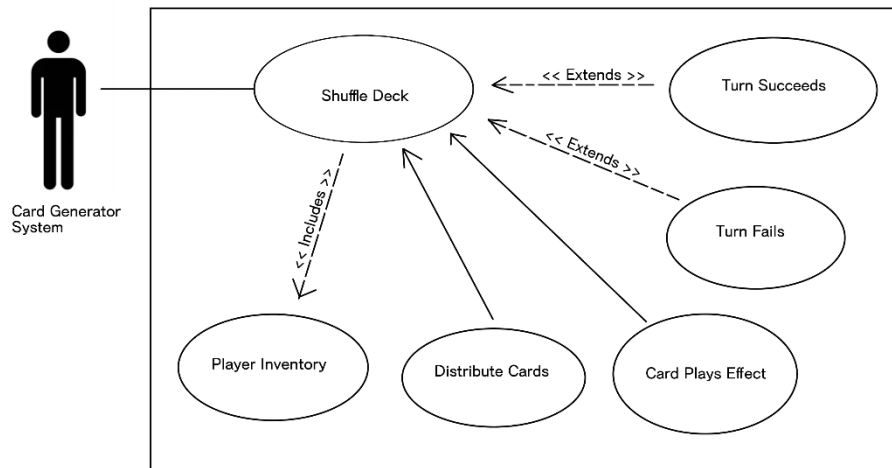 Shuffle Deck
<< Extends >>
Turn Succeeds
<< Extends >>
Card Generator
System
<< Includes >>
Turn Fails
Player Inventory
Distribute Cards
Card Plays Effect